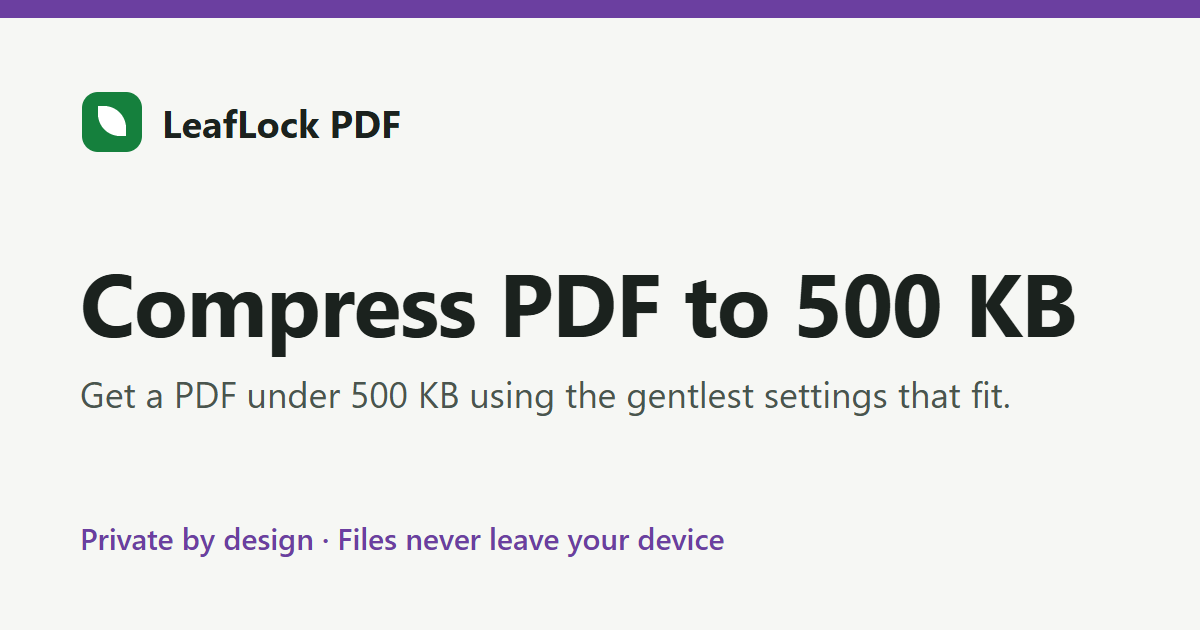 LeafLock PDF
Compress PDF to 500 KB
Get a PDF under 500 KB using the gentlest settings that fit.
Private by design · Files never leave your device